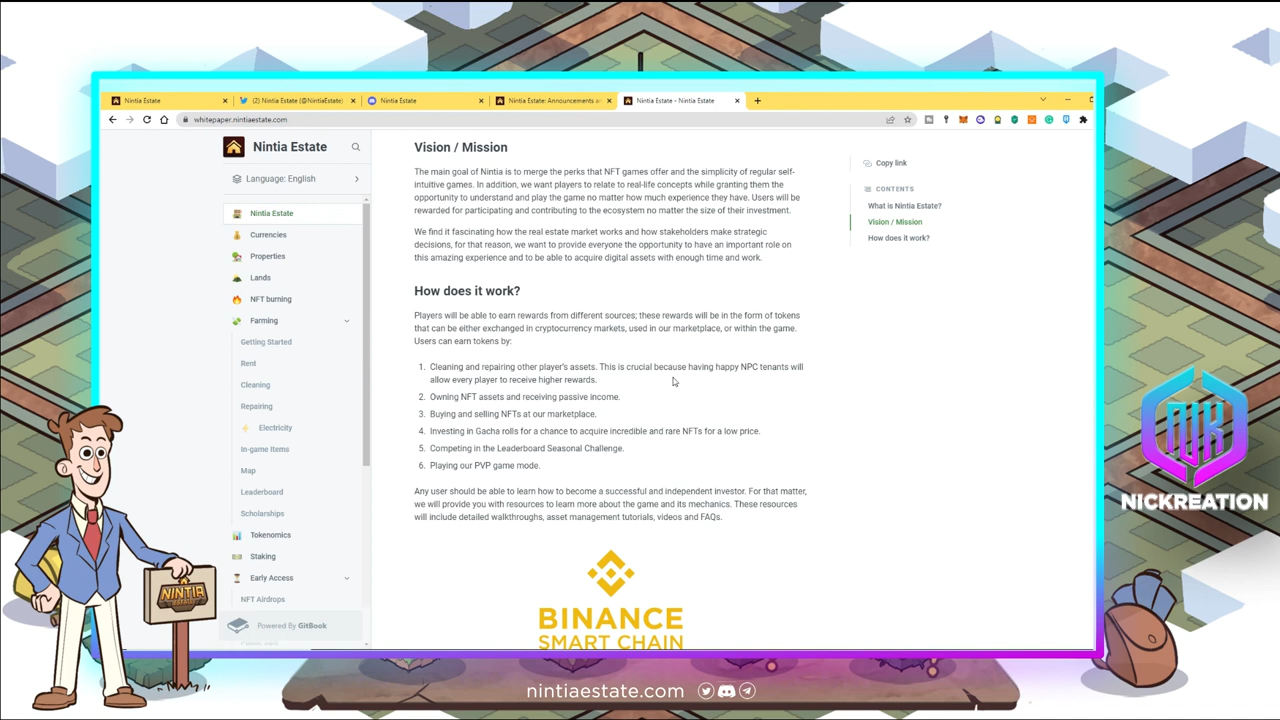 Nintia Estate
(2) Nintia Estate (@NintiaEstate)
Nintia Estate
Nintia Estate: Announcements a
Nintia Estate - Nintia Estate
whitepaper.nintiaestate.com
Nintia Estate
Language: English
Nintia Estate
Currencies
Properties
Lands
NFT burning
Farming
Getting Started
Rent
Cleaning
Repairing
Electricity
In-game Items
Map
Leaderboard
Scholarships
Tokenomics
Staking
Early Access
NFT Airdrops
Powered By GitBook
Vision / Mission
The main goal of Nintia is to merge the perks that NFT games offer and the simplicity of regular self-
intuitive games. In addition, we want players to relate to real-life concepts while granting them the
opportunity to understand and play the game no matter how much experience they have. Users will be
rewarded for participating and contributing to the ecosystem no matter the size of their investment.
We find it fascinating how the real estate market works and how stakeholders make strategic
decisions, for that reason, we want to provide everyone the opportunity to have an important role on
this amazing experience and to be able to acquire digital assets with enough time and work.
How does it work?
Players will be able to earn rewards from different sources; these rewards will be in the form of tokens
that can be either exchanged in cryptocurrency markets, used in our marketplace, or within the game.
Users can earn tokens by:
1. Cleaning and repairing other player's assets. This is crucial because having happy NPC tenants will
allow every player to receive higher rewards.
2. Owning NFT assets and receiving passive income.
3. Buying and selling NFTs at our marketplace.
4. Investing in Gacha rolls for a chance to acquire incredible and rare NFTs for a low price.
5. Competing in the Leaderboard Seasonal Challenge.
6. Playing our PVP game mode.
Any user should be able to learn how to become a successful and independent investor. For that matter,
we will provide you with resources to learn more about the game and its mechanics. These resources
will include detailed walkthroughs, asset management tutorials, videos and FAQs.
BINANCE
SMART CHAIN
Copy link
CONTENTS
What is Nintia Estate?
Vision / Mission
How does it work?
NINTIA
NICKREATION
nintiaestate.com